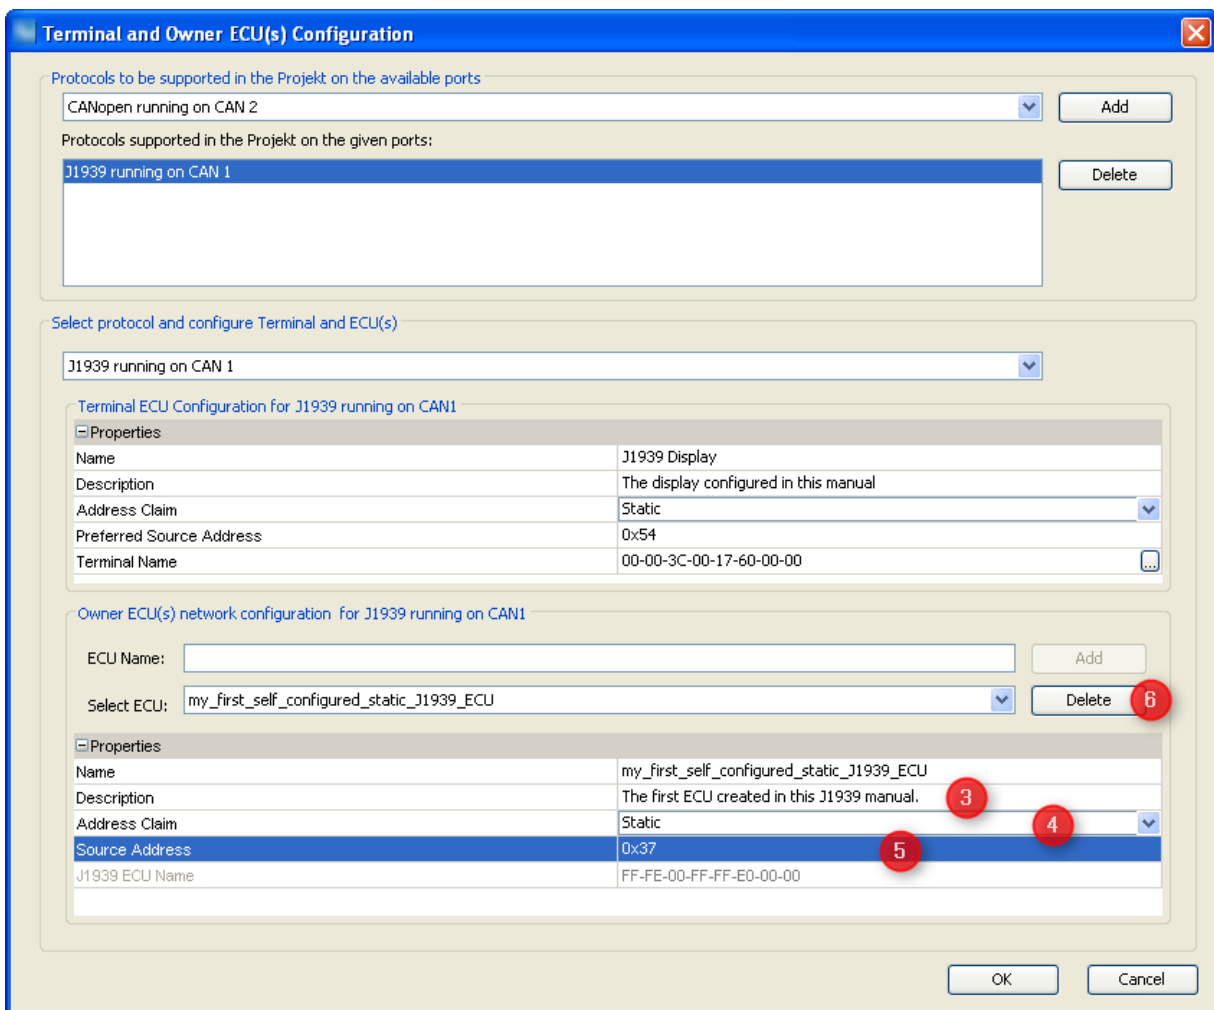 Terminal and Owner ECU(s) Configuration
Protocols to be supported in the Projekt on the available ports
CANopen running on CAN 2
Add
Protocols supported in the Projekt on the given ports:
J1939 running on CAN 1
Delete
Select protocol and configure Terminal and ECU(s)
J1939 running on CAN 1
Terminal ECU Configuration for J1939 running on CAN1
Properties
Name J1939 Display
Description The display configured in this manual
Address Claim Static
Preferred Source Address 0x54
Terminal Name 00-00-3C-00-17-60-00-00 ...
Owner ECU(s) network configuration for J1939 running on CAN1
ECU Name: Add
Select ECU: my_first_self_configured_static_J1939_ECU Delete 6
Properties
Name my_first_self_configured_static_J1939_ECU
Description The first ECU created in this J1939 manual. 3
Address Claim Static 4
Source Address 0x37 5
J1939 ECU Name FF-FE-00-FF-FF-E0-00-00
OK Cancel